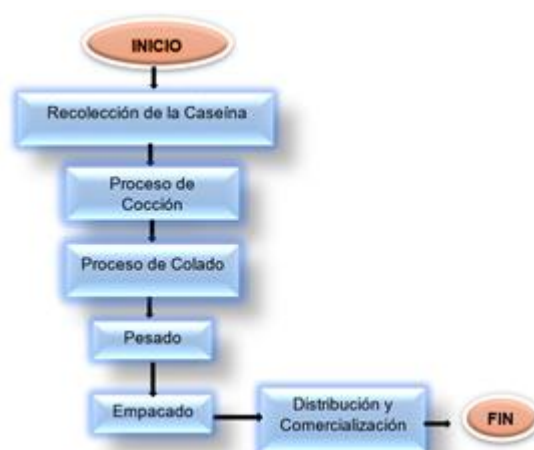 INICIO
Recolección de la Caseína
Proceso de
Cocción
Proceso de Colado
Pesado
Empacado
Distribución y
Comercialización
FIN